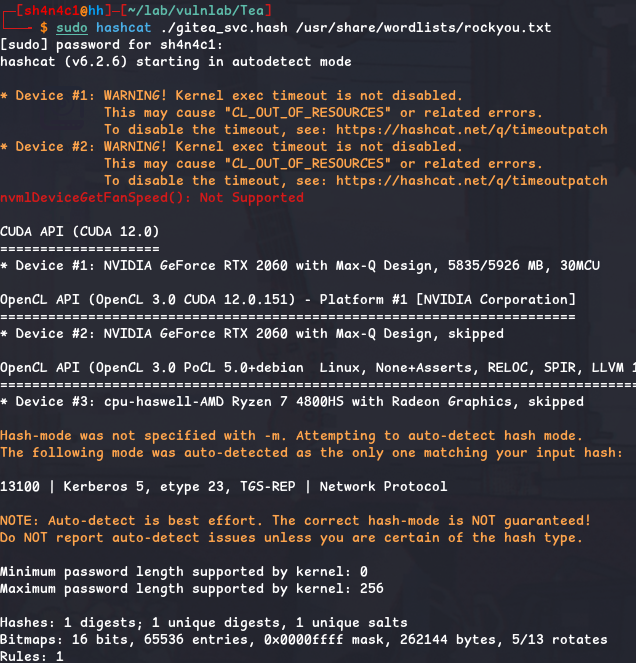 ┌─[sh4n4c1@hh]─[~/lab/vulnlab/Tea]
└──╼ $ sudo hashcat ./gitea_svc.hash /usr/share/wordlists/rockyou.txt
[sudo] password for sh4n4c1:
hashcat (v6.2.6) starting in autodetect mode
* Device #1: WARNING! Kernel exec timeout is not disabled.
This may cause "CL_OUT_OF_RESOURCES" or related errors.
To disable the timeout, see: https://hashcat.net/q/timeoutpatch
* Device #2: WARNING! Kernel exec timeout is not disabled.
This may cause "CL_OUT_OF_RESOURCES" or related errors.
To disable the timeout, see: https://hashcat.net/q/timeoutpatch
nvmlDeviceGetFanSpeed(): Not Supported
CUDA API (CUDA 12.0)
====================
* Device #1: NVIDIA GeForce RTX 2060 with Max-Q Design, 5835/5926 MB, 30MCU
OpenCL API (OpenCL 3.0 CUDA 12.0.151) - Platform #1 [NVIDIA Corporation]
========================================================================
* Device #2: NVIDIA GeForce RTX 2060 with Max-Q Design, skipped
OpenCL API (OpenCL 3.0 PoCL 5.0+debian  Linux, None+Asserts, RELOC, SPIR, LLVM 1
================================================================================
* Device #3: cpu-haswell-AMD Ryzen 7 4800HS with Radeon Graphics, skipped
Hash-mode was not specified with -m. Attempting to auto-detect hash mode.
The following mode was auto-detected as the only one matching your input hash:
13100 | Kerberos 5, etype 23, TGS-REP | Network Protocol
NOTE: Auto-detect is best effort. The correct hash-mode is NOT guaranteed!
Do NOT report auto-detect issues unless you are certain of the hash type.
Minimum password length supported by kernel: 0
Maximum password length supported by kernel: 256
Hashes: 1 digests; 1 unique digests, 1 unique salts
Bitmaps: 16 bits, 65536 entries, 0x0000ffff mask, 262144 bytes, 5/13 rotates
Rules: 1